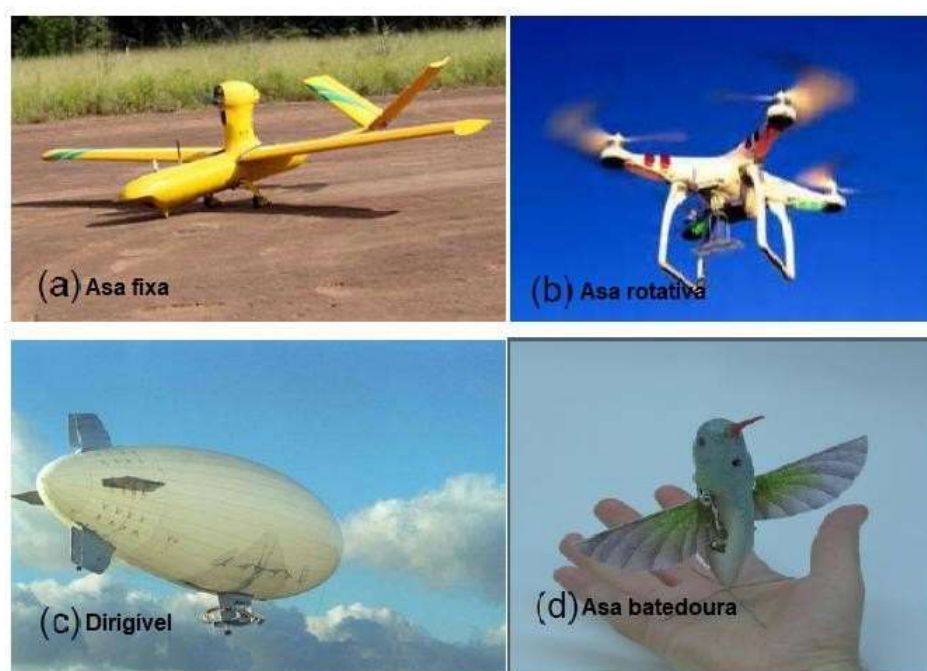 (a) Asa fixa
(b) Asa rotativa
(c) Dirigível
(d) Asa batedoura